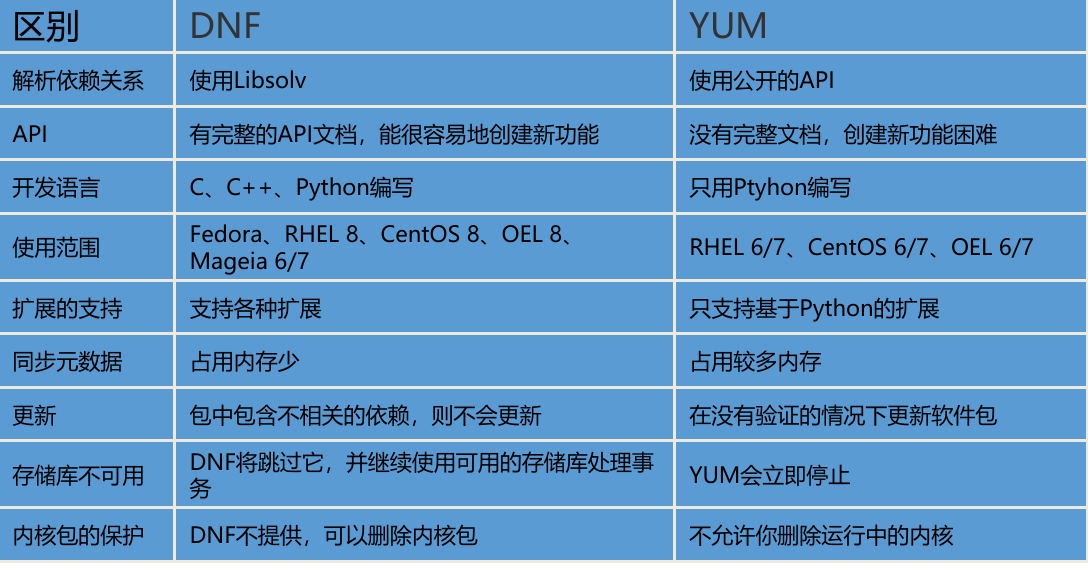 区别 DNF YUM
解析依赖关系 使用Libsolv 使用公开的API
API 有完整的API文档，能很容易地创建新功能 没有完整文档，创建新功能困难
开发语言 C、C++、Python编写 只用Ptyhon编写
使用范围 Fedora、RHEL 8、CentOS 8、OEL 8、
Mageia 6/7 RHEL 6/7、CentOS 6/7、OEL 6/7
扩展的支持 支持各种扩展 只支持基于Python的扩展
同步元数据 占用内存少 占用较多内存
更新 包中包含不相关的依赖，则不会更新 在没有验证的情况下更新软件包
存储库不可用 DNF将跳过它，并继续使用可用的存储库处理事
务 YUM会立即停止
内核包的保护 DNF不提供，可以删除内核包 不允许你删除运行中的内核